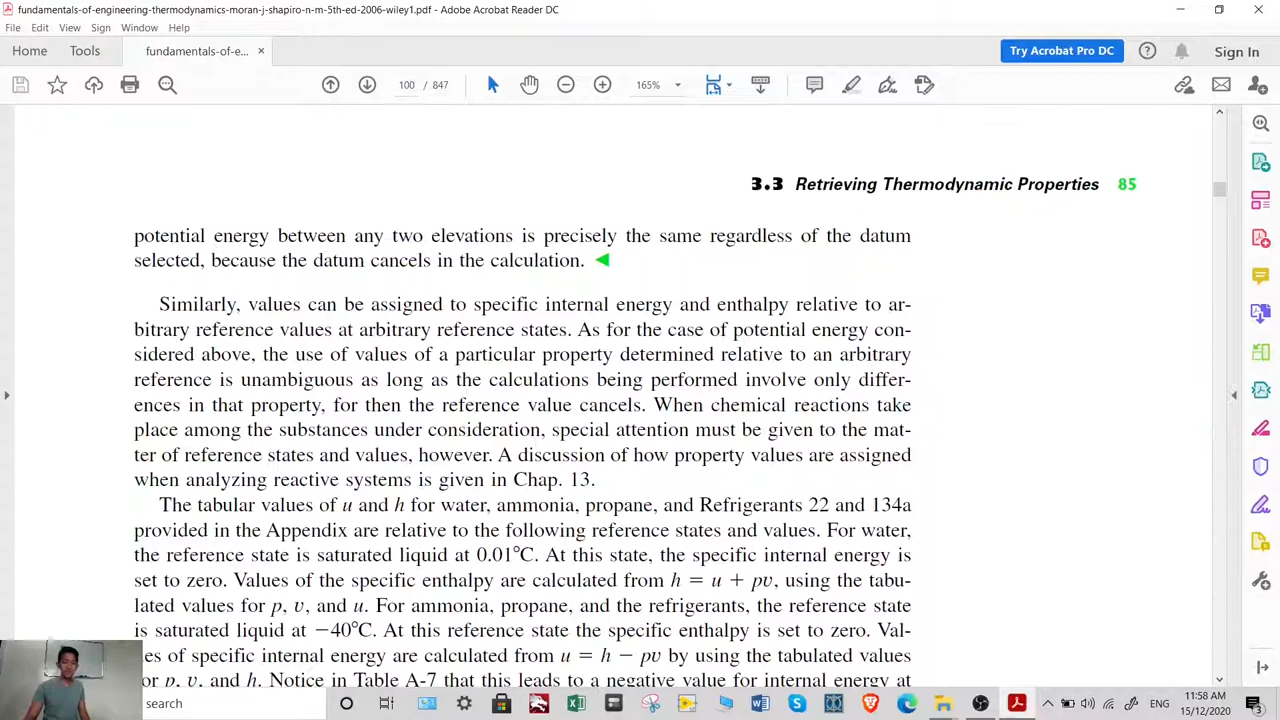 fundamentals-of-engineering-thermodynamics-moran-j-shapiro-n-m-5th-ed-2006-wiley1.pdf - Adobe Acrobat Reader DC
File Edit View Sign Window Help
Home Tools fundamentals-of-e... Try Acrobat Pro DC Sign In
100 / 847 165%
3.3 Retrieving Thermodynamic Properties 85
potential energy between any two elevations is precisely the same regardless of the datum
selected, because the datum cancels in the calculation.
Similarly, values can be assigned to specific internal energy and enthalpy relative to ar-
bitrary reference values at arbitrary reference states. As for the case of potential energy con-
sidered above, the use of values of a particular property determined relative to an arbitrary
reference is unambiguous as long as the calculations being performed involve only differ-
ences in that property, for then the reference value cancels. When chemical reactions take
place among the substances under consideration, special attention must be given to the mat-
ter of reference states and values, however. A discussion of how property values are assigned
when analyzing reactive systems is given in Chap. 13.
The tabular values of u and h for water, ammonia, propane, and Refrigerants 22 and 134a
provided in the Appendix are relative to the following reference states and values. For water,
the reference state is saturated liquid at 0.01°C. At this state, the specific internal energy is
set to zero. Values of the specific enthalpy are calculated from h = u + pv, using the tabu-
lated values for p, v, and u. For ammonia, propane, and the refrigerants, the reference state
is saturated liquid at −40°C. At this reference state the specific enthalpy is set to zero. Val-
ues of specific internal energy are calculated from u = h − pv by using the tabulated values
for p, v, and h. Notice in Table A-7 that this leads to a negative value for internal energy at
search
ENG
11:58 AM
15/12/2020
3